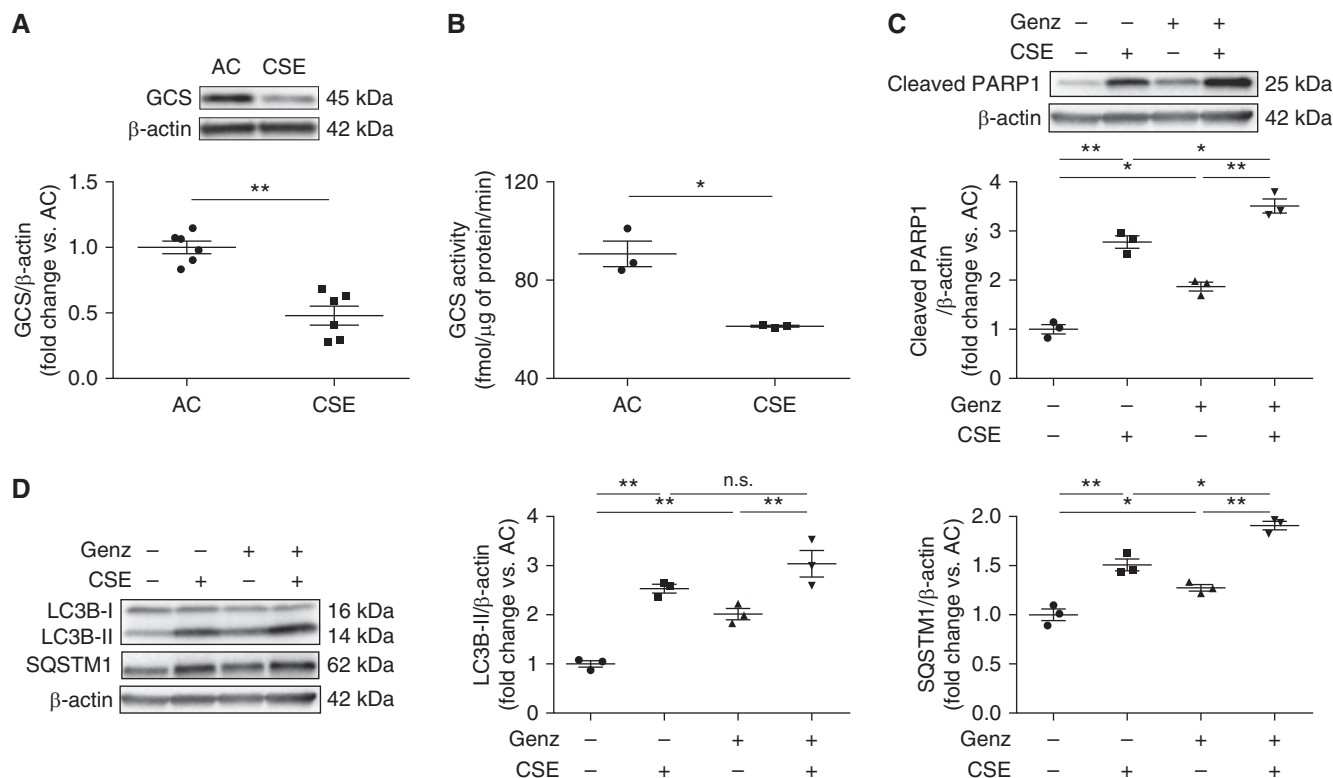 A
AC CSE
GCS 45 kDa
β-actin 42 kDa
**
1.5
1.0
0.5
0.0
GCS/β-actin
(fold change vs. AC)
AC CSE
B
*
120
80
40
GCS activity
(fmol/μg of protein/min)
AC CSE
C
Genz – – + +
CSE – + – +
Cleaved PARP1 25 kDa
β-actin 42 kDa
** *
* **
4
3
2
1
0
Cleaved PARP1
/β-actin
(fold change vs. AC)
Genz – – + +
CSE – + – +
D
Genz – – + +
CSE – + – +
LC3B-I 16 kDa
LC3B-II 14 kDa
SQSTM1 62 kDa
β-actin 42 kDa
** n.s.
** **
4
3
2
1
0
LC3B-II/β-actin
(fold change vs. AC)
Genz – – + +
CSE – + – +
** *
* **
2.0
1.5
1.0
0.5
0.0
SQSTM1/β-actin
(fold change vs. AC)
Genz – – + +
CSE – + – +